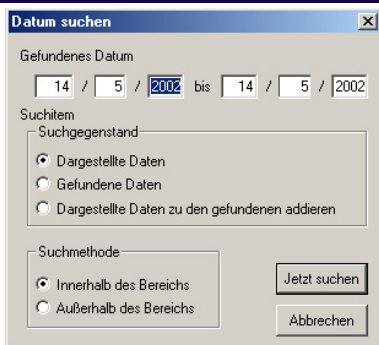 Datum suchen
Gefundenes Datum
14 / 5 / 2002 bis 14 / 5 / 2002
Suchitem
Suchgegenstand
Dargestellte Daten
Gefundene Daten
Dargestellte Daten zu den gefundenen addieren
Suchmethode
Innerhalb des Bereichs
Außerhalb des Bereichs
Jetzt suchen
Abbrechen